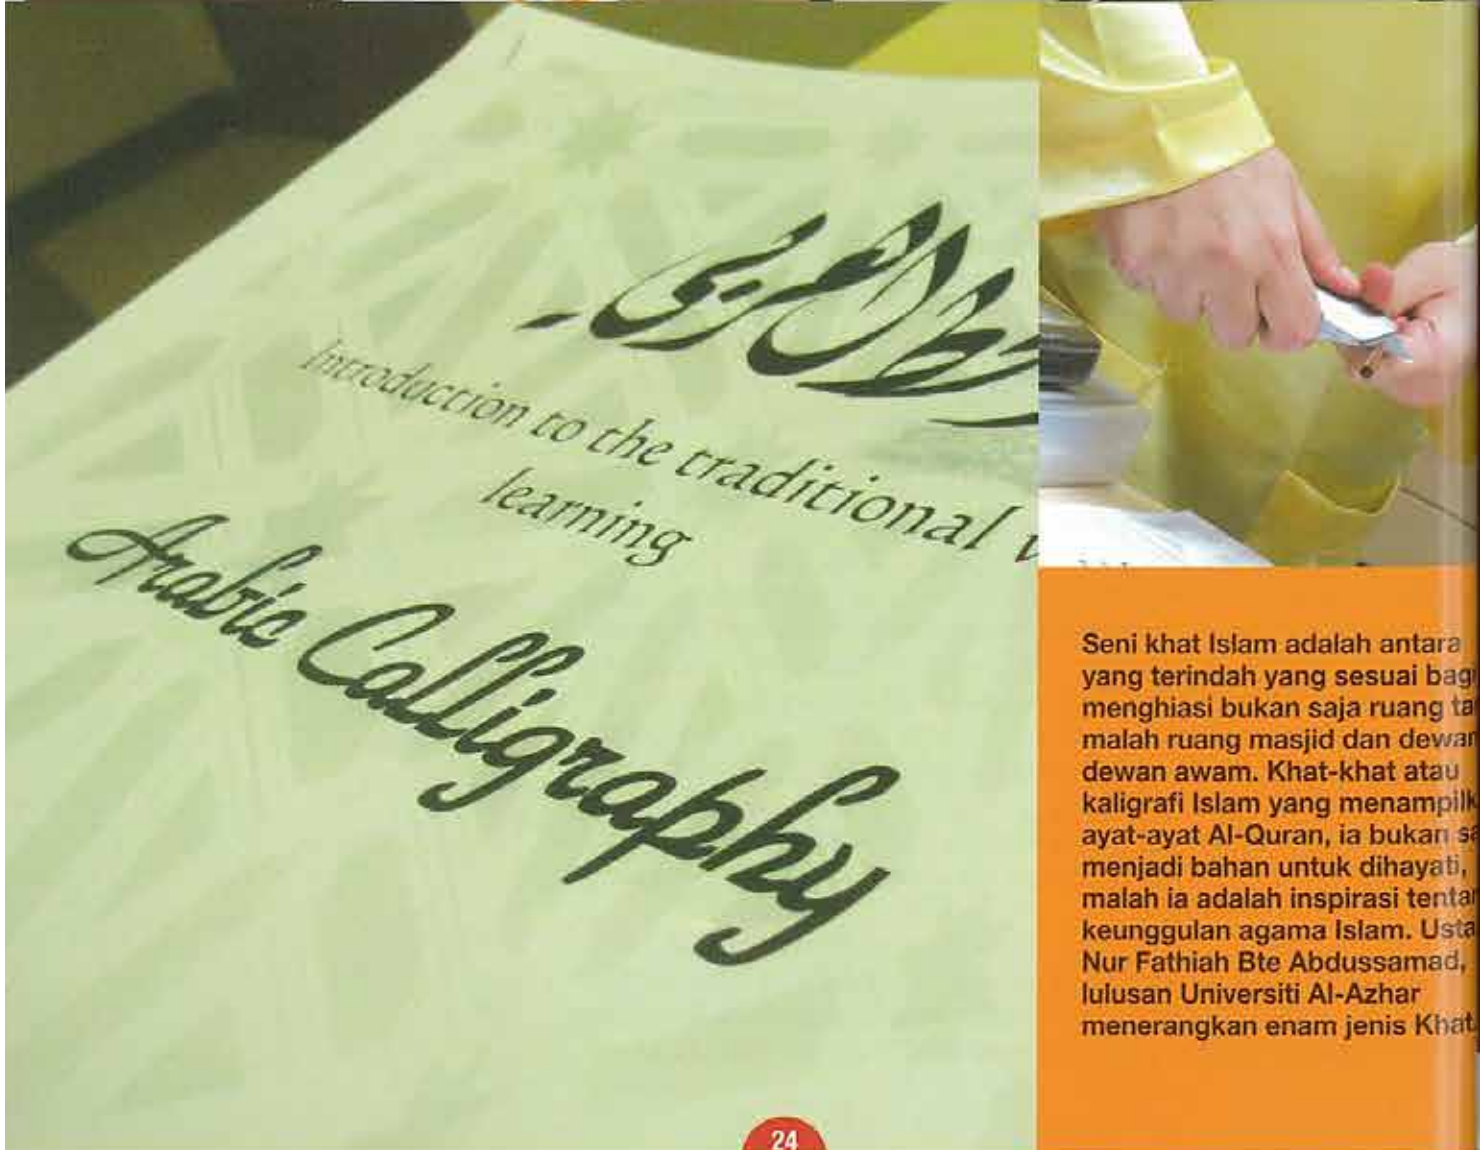 العربي
Introduction to the traditional
learning
Arabic Calligraphy
Seni khat Islam adalah antara
yang terindah yang sesuai
menghiasi bukan saja ruang
malah ruang masjid dan
dewan awam. Khat-khat atau
kaligrafi Islam yang
ayat-ayat Al-Quran, ia bukan
menjadi bahan untuk dihayati,
malah ia adalah inspirasi
keunggulan agama Islam.
Nur Fathiah Bte Abdussamad,
lulusan Universiti Al-Azhar
menerangkan enam jenis Khat
24